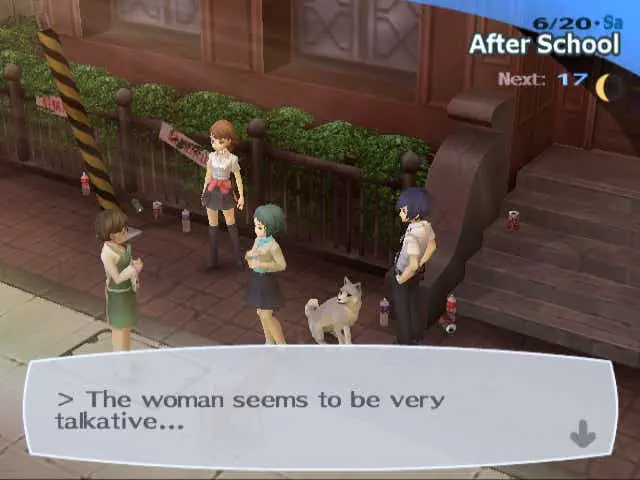 6/20・Sa
After School
Next: 17
> The woman seems to be very
talkative...